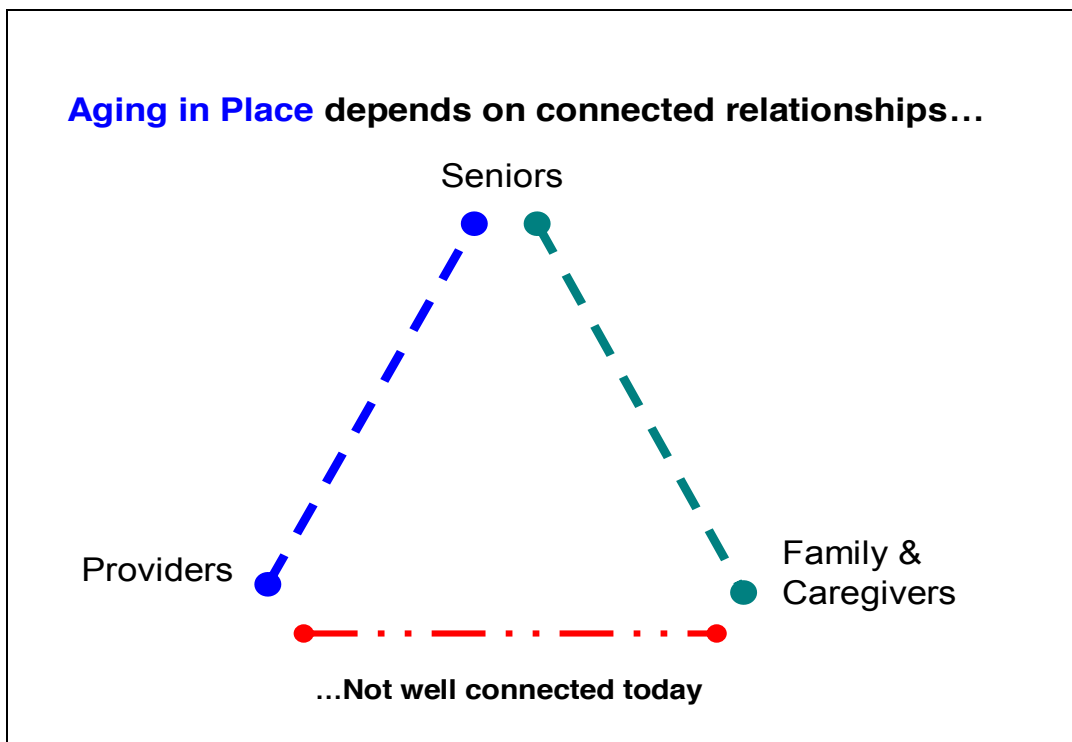 Aging in Place depends on connected relationships…
Seniors
Providers
Family &
Caregivers
…Not well connected today